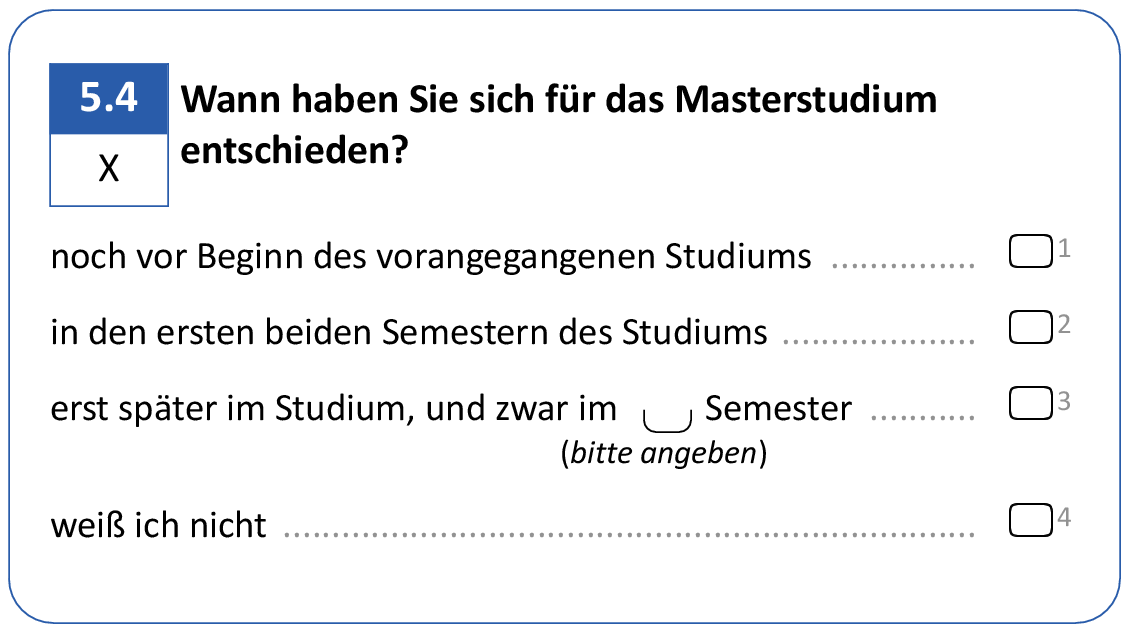 5.4
Wann haben Sie sich für das Masterstudium
entschieden?
X
noch vor Beginn des vorangegangenen Studiums ............... 1
in den ersten beiden Semestern des Studiums .................... 2
erst später im Studium, und zwar im Semester ........... 3
(bitte angeben)
weiß ich nicht ........................................................................ 4